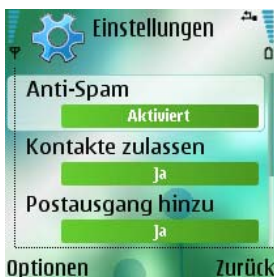 Einstellungen
Anti-Spam
Aktiviert
Kontakte zulassen
Ja
Postausgang hinzu
Ja
Optionen Zurück